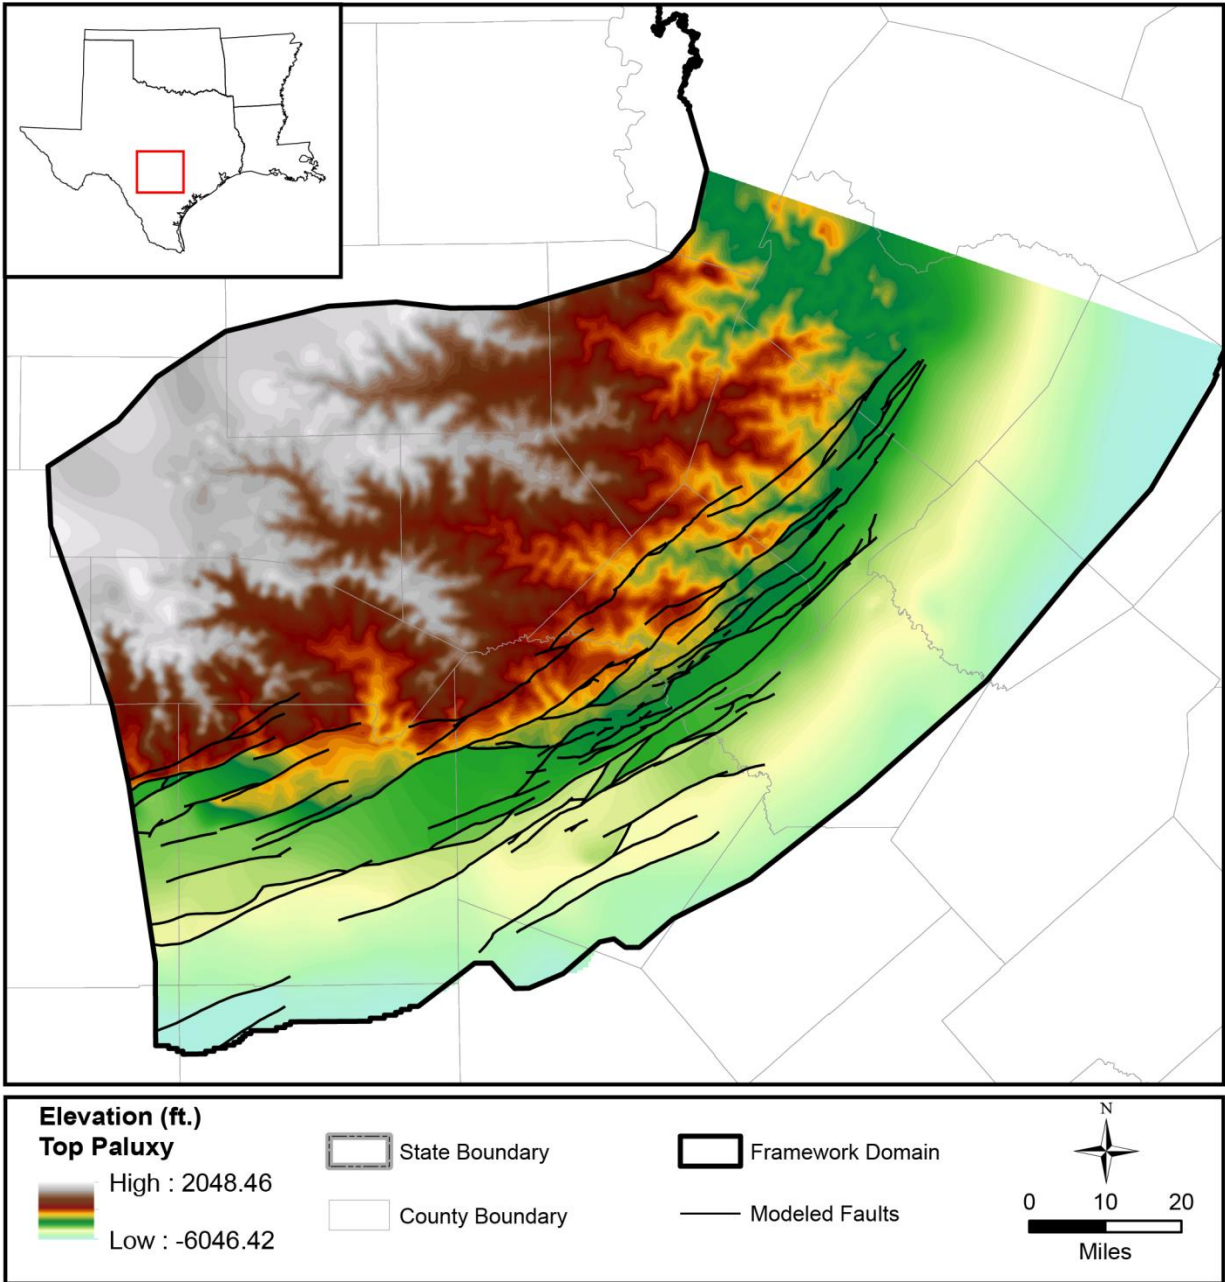 Elevation (ft.)
Top Paluxy
High : 2048.46
Low : -6046.42
State Boundary
County Boundary
Framework Domain
Modeled Faults
N
0 10 20
Miles